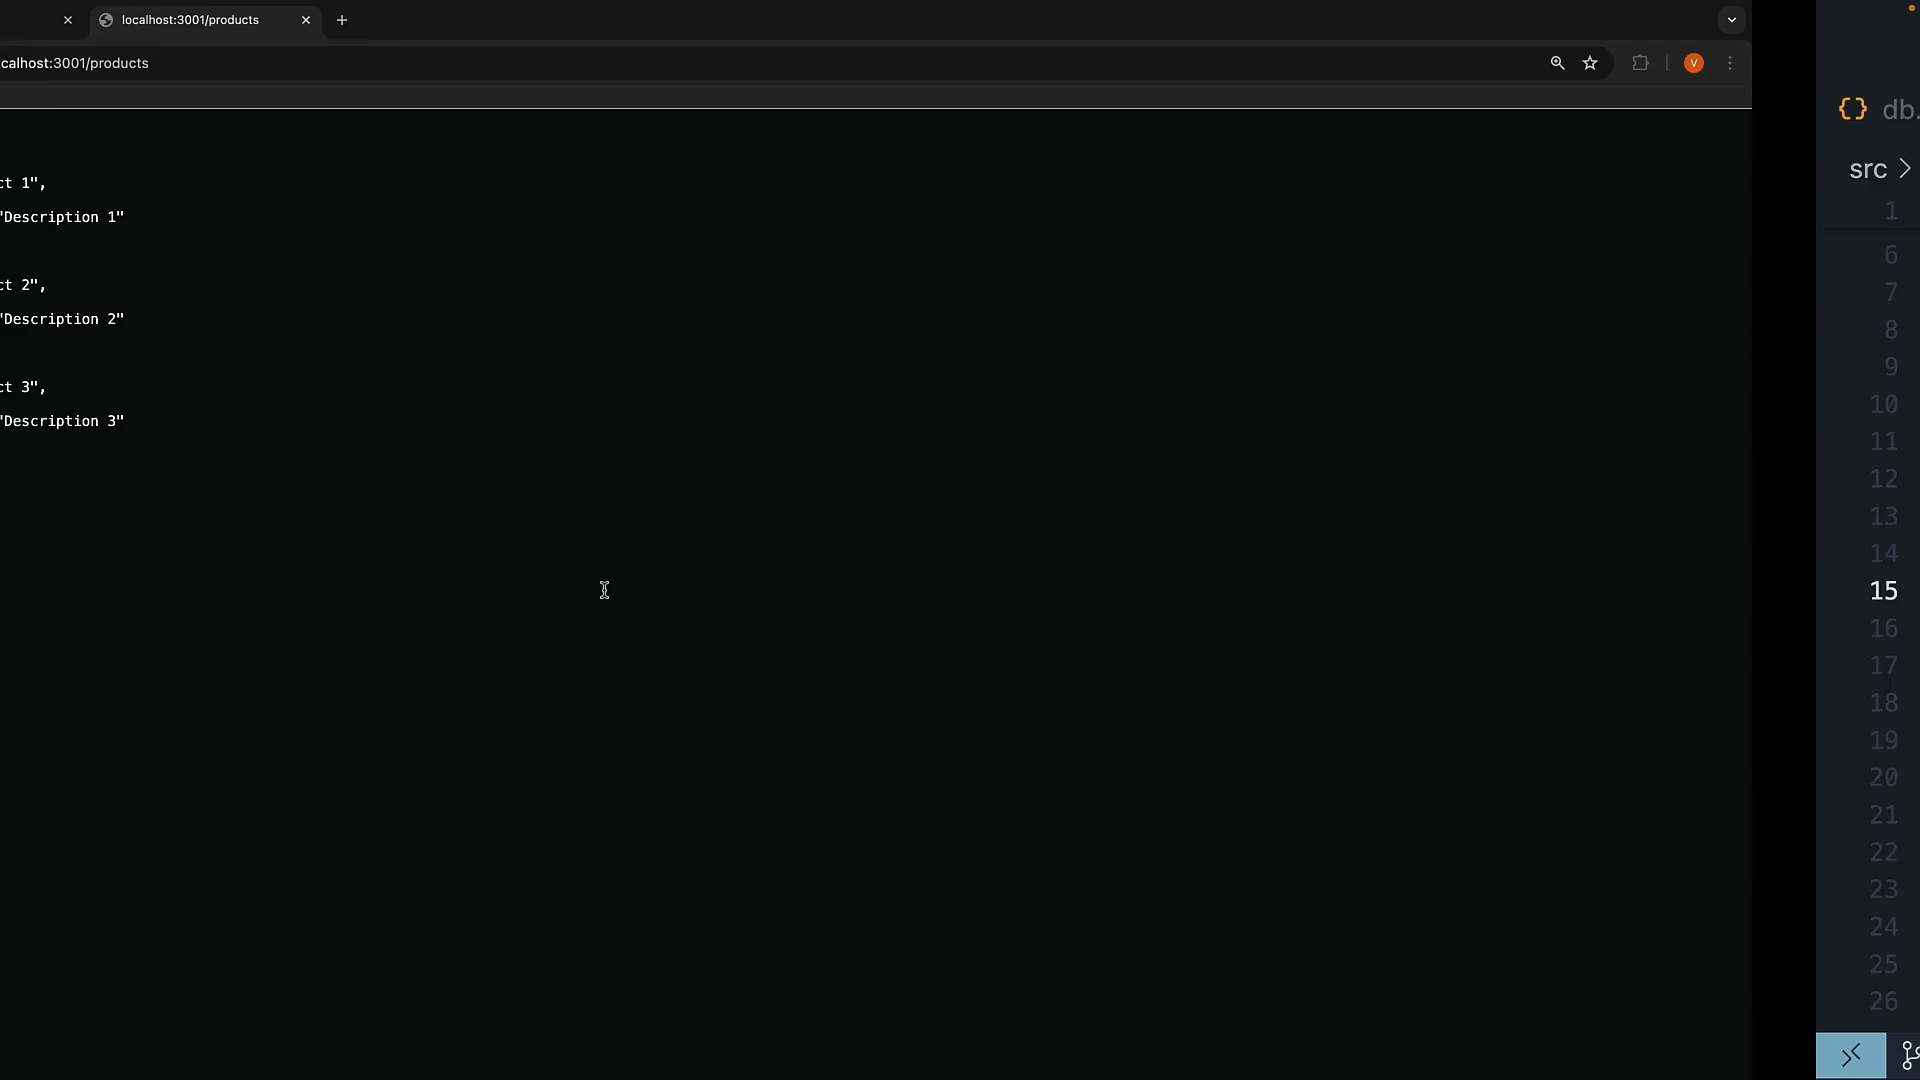 localhost:3001/products
calhost:3001/products
V
ct 1",
"Description 1"
ct 2",
"Description 2"
ct 3",
"Description 3"
{} db.
src >
1
6
7
8
9
10
11
12
13
14
15
16
17
18
19
20
21
22
23
24
25
26